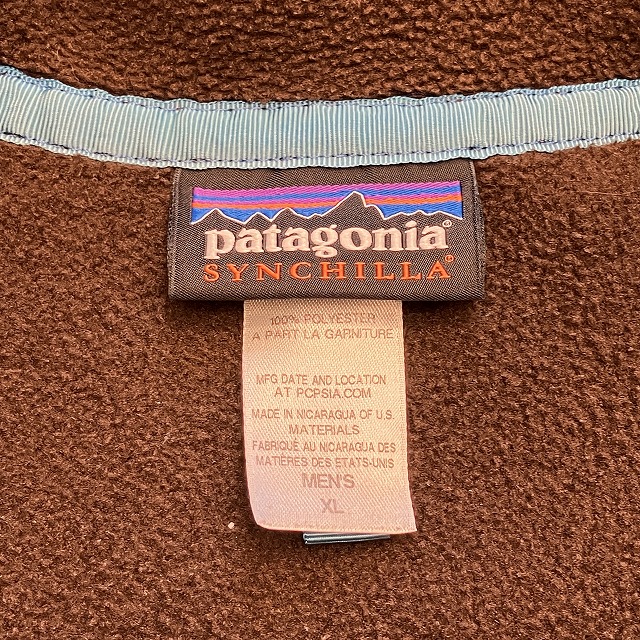 patagonia®
SYNCHILLA®
100% POLYESTER
A PART LA GARNITURE
MFG DATE AND LOCATION
AT PCPSIA.COM
MADE IN NICARAGUA OF U.S.
MATERIALS
FABRIQUÉ AU NICARAGUA DES
MATIÈRES DES ETATS-UNIS
MEN'S
XL